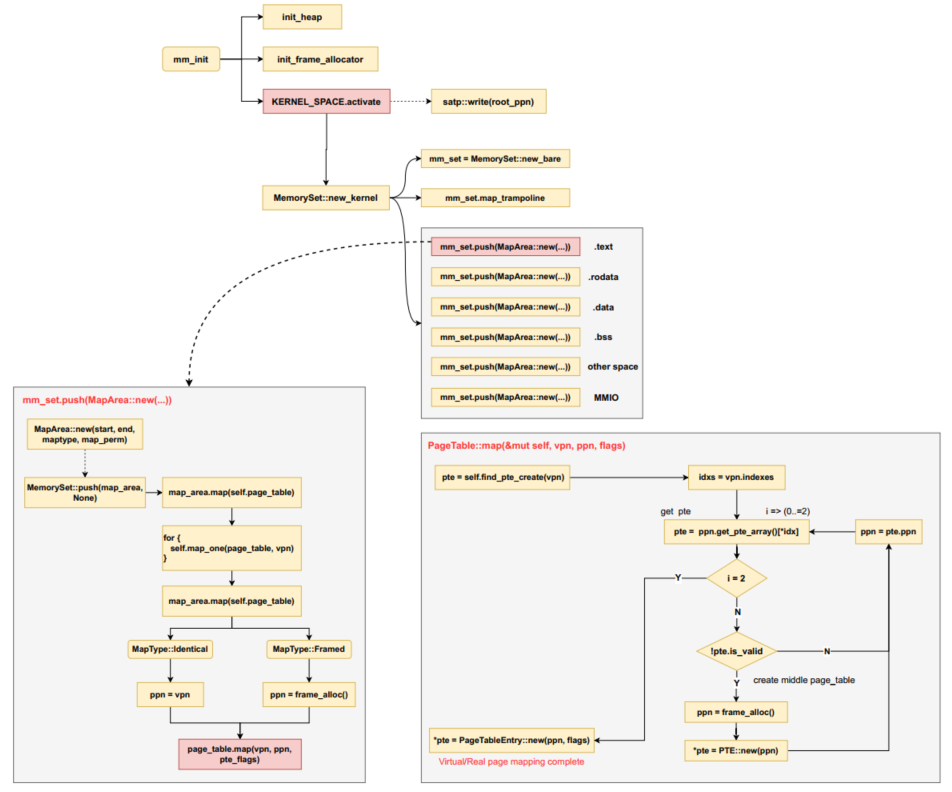 init_heap
mm_init
init_frame_allocator
KERNEL_SPACE.activate
satp::write(root_ppn)
mm_set = MemorySet::new_bare
MemorySet::new_kernel
mm_set.map_trampoline
mm_set.push(MapArea::new(...)) .text
mm_set.push(MapArea::new(...)) .rodata
mm_set.push(MapArea::new(...)) .data
mm_set.push(MapArea::new(...)) .bss
mm_set.push(MapArea::new(...)) other space
mm_set.push(MapArea::new(...)) MMIO
mm_set.push(MapArea::new(...))
MapArea::new(start, end,
maptype, map_perm)
MemorySet::push(map_area,
None)
map_area.map(self.page_table)
for {
self.map_one(page_table, vpn)
}
map_area.map(self.page_table)
MapType::Identical
MapType::Framed
ppn = vpn
ppn = frame_alloc()
page_table.map(vpn, ppn,
pte_flags)
PageTable::map(&mut self, vpn, ppn, flags)
pte = self.find_pte_create(vpn)
idxs = vpn.indexes
get pte
i => (0..=2)
pte = ppn.get_pte_array()[*idx]
ppn = pte.ppn
i = 2
Y
N
!pte.is_valid
N
Y
create middle page_table
ppn = frame_alloc()
*pte = PageTableEntry::new(ppn, flags)
*pte = PTE::new(ppn)
Virtual/Real page mapping complete